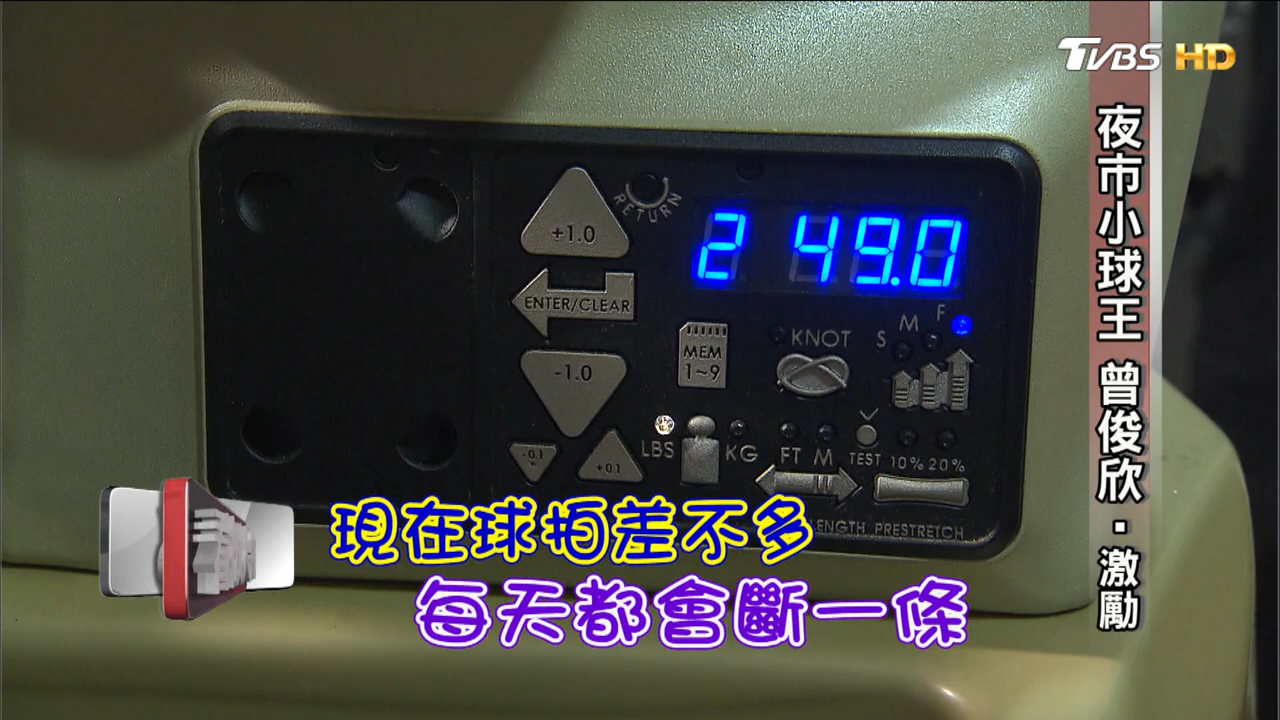 TVBS HD
夜市小球王 曾俊欣·激勵
RETURN
+1.0
2 49.0
ENTER/CLEAR
S M F
KNOT
MEM
1~9
-1.0
LBS KG
FT M
TEST 10% 20%
-0.1
+0.1
LENGTH PRESTRETCH
現在球拍差不多
每天都會斷一條